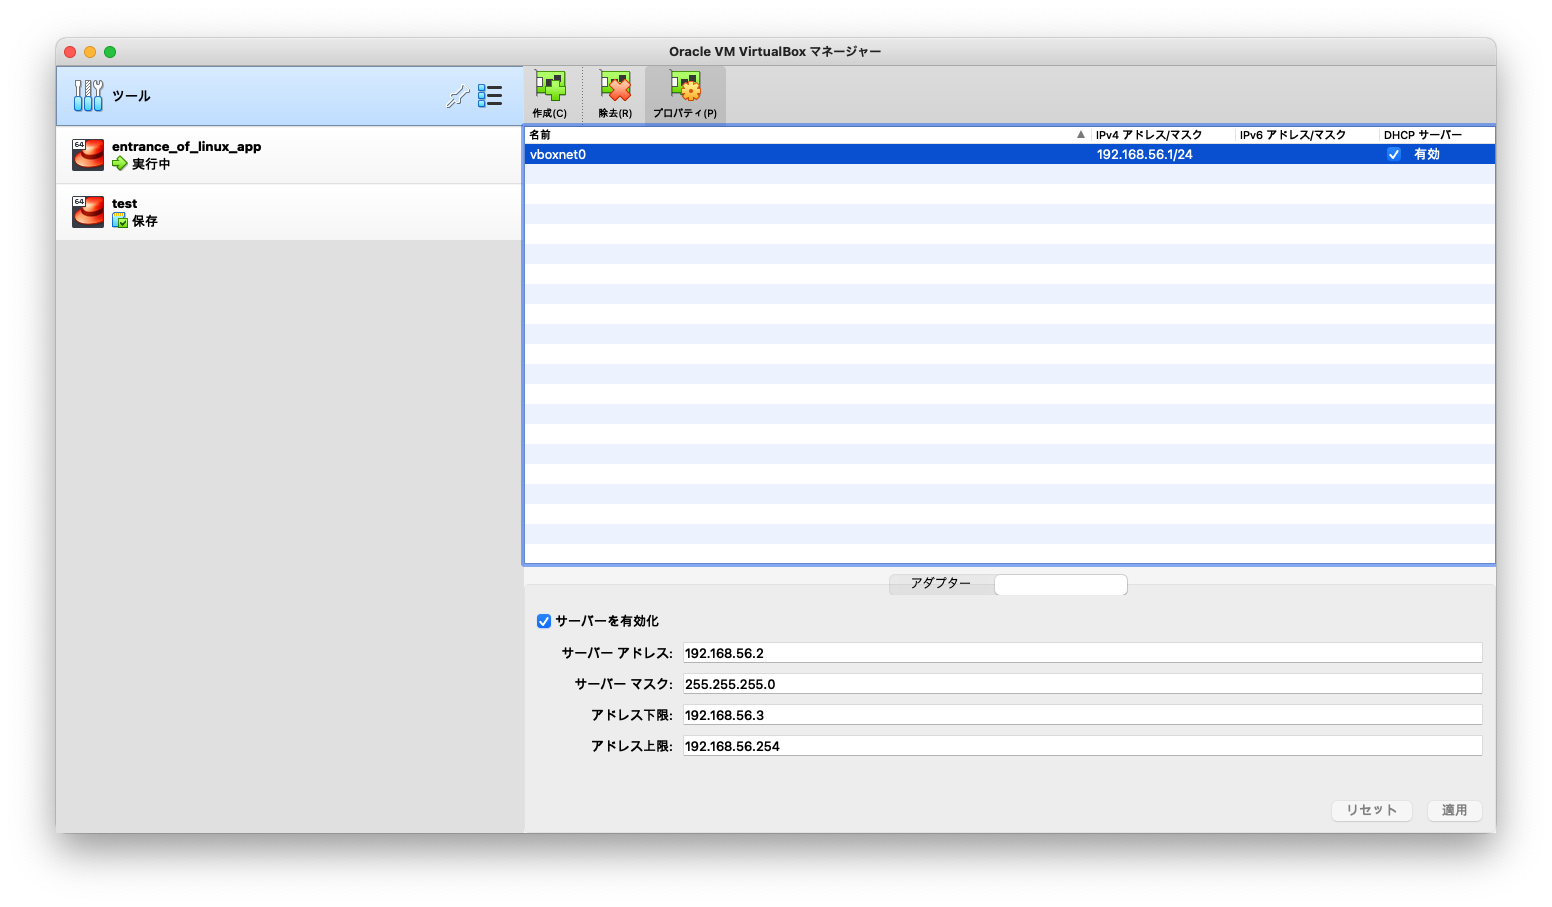 Oracle VM VirtualBox マネージャー
ツール
64
entrance_of_linux_app
実行中
64
test
保存
作成(C)
除去(R)
プロパティ(P)
名前 IPv4 アドレス/マスク IPv6 アドレス/マスク DHCP サーバー
vboxnet0 192.168.56.1/24 有効
アダプター
サーバーを有効化
サーバー アドレス: 192.168.56.2
サーバー マスク: 255.255.255.0
アドレス下限: 192.168.56.3
アドレス上限: 192.168.56.254
リセット 適用